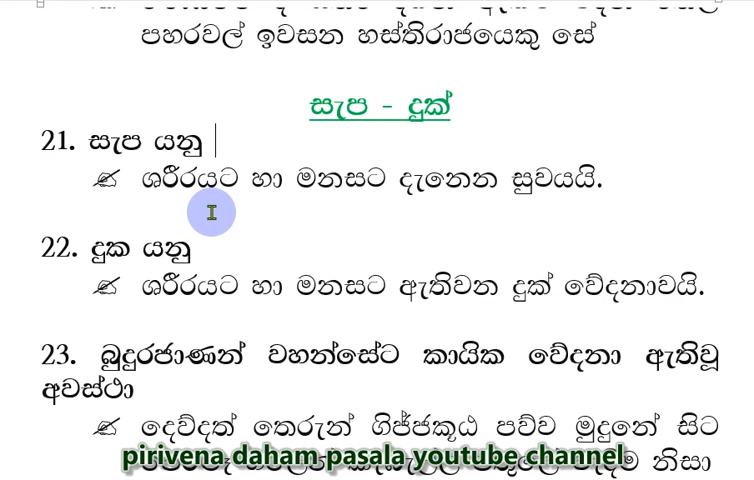 පහරවල් ඉවසන හස්තිරාජයෙකු සේ
සැප - දුක්
21. සැප යනු
ශරීරයට හා මනසට දැනෙන සුවයයි.
22. දුක යනු
ශරීරයට හා මනසට ඇතිවන දුක් වේදනාවයි.
23. බුදුරජාණන් වහන්සේට කායික වේදනා ඇතිවූ
අවස්ථා
දෙව්දත් තෙරුන් ගිජ්ජකූඨ පව්ව මුදුනේ සිට
නිසා
pirivena daham pasala youtube channel